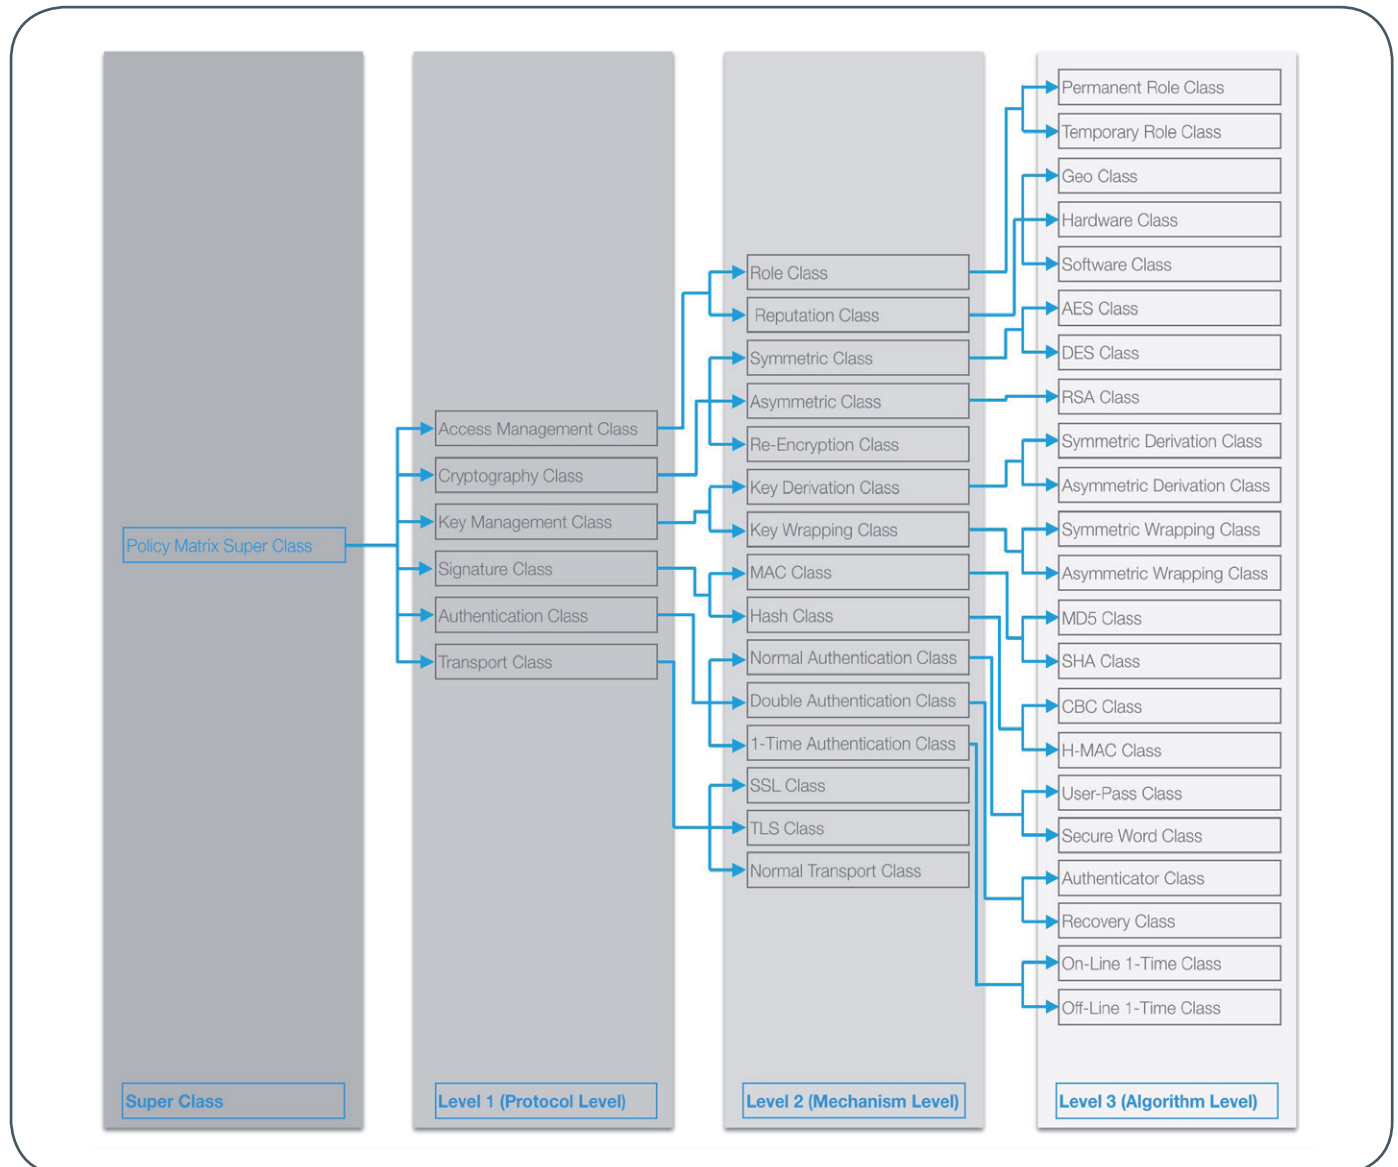 Policy Matrix Super Class
Super Class
Access Management Class
Cryptography Class
Key Management Class
Signature Class
Authentication Class
Transport Class
Level 1 (Protocol Level)
Role Class
Reputation Class
Symmetric Class
Asymmetric Class
Re-Encryption Class
Key Derivation Class
Key Wrapping Class
MAC Class
Hash Class
Normal Authentication Class
Double Authentication Class
1-Time Authentication Class
SSL Class
TLS Class
Normal Transport Class
Level 2 (Mechanism Level)
Permanent Role Class
Temporary Role Class
Geo Class
Hardware Class
Software Class
AES Class
DES Class
RSA Class
Symmetric Derivation Class
Asymmetric Derivation Class
Symmetric Wrapping Class
Asymmetric Wrapping Class
MD5 Class
SHA Class
CBC Class
H-MAC Class
User-Pass Class
Secure Word Class
Authenticator Class
Recovery Class
On-Line 1-Time Class
Off-Line 1-Time Class
Level 3 (Algorithm Level)